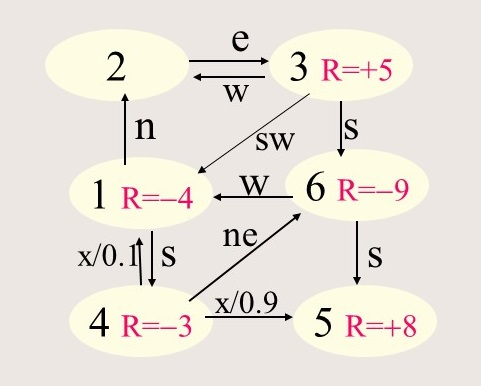 e
2
3 R=+5
w
n
sw
s
1 R=–4
w
6 R=–9
x/0.1
s
ne
s
4 R=–3
x/0.9
5 R=+8